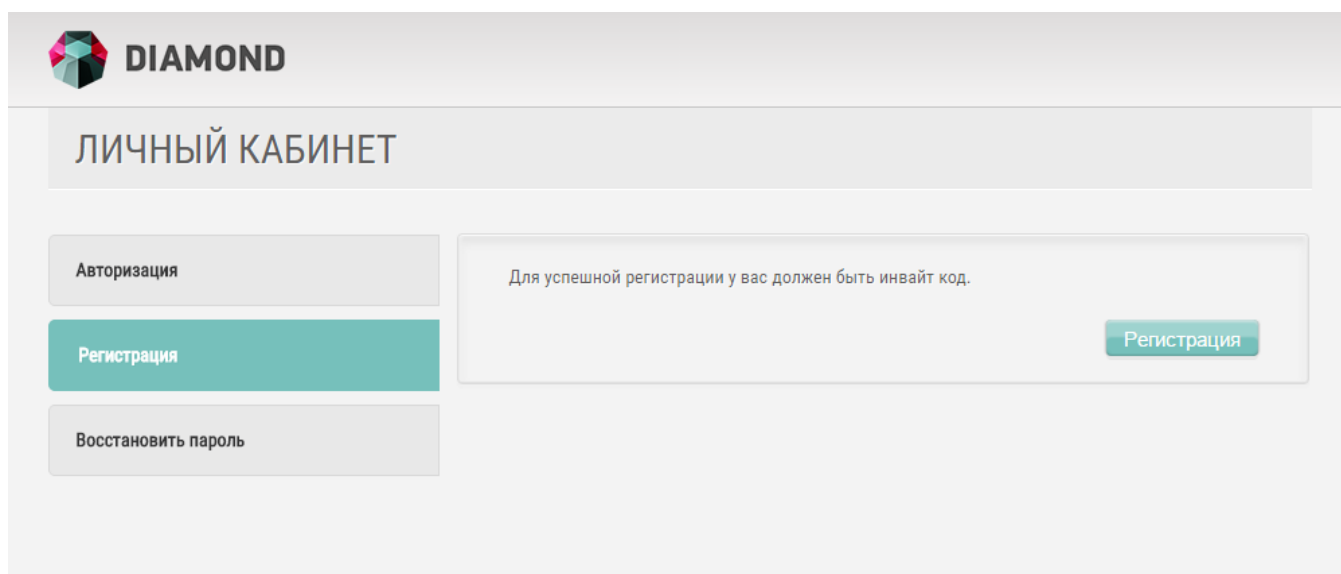 DIAMOND
ЛИЧНЫЙ КАБИНЕТ
Авторизация
Регистрация
Восстановить пароль
Для успешной регистрации у вас должен быть инвайт код.
Регистрация